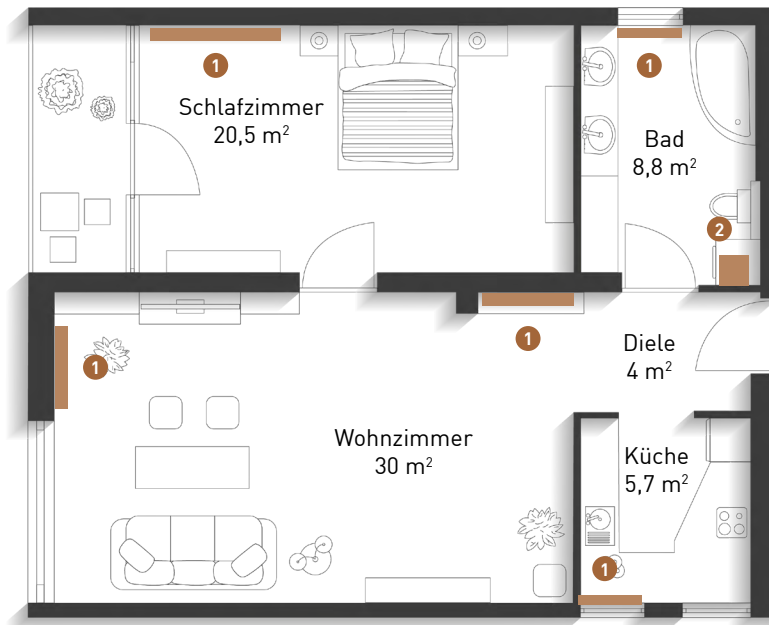 1
Schlafzimmer
20,5 m²
1
Bad
8,8 m²
2
1
1
Diele
4 m²
Wohnzimmer
30 m²
Küche
5,7 m²
1